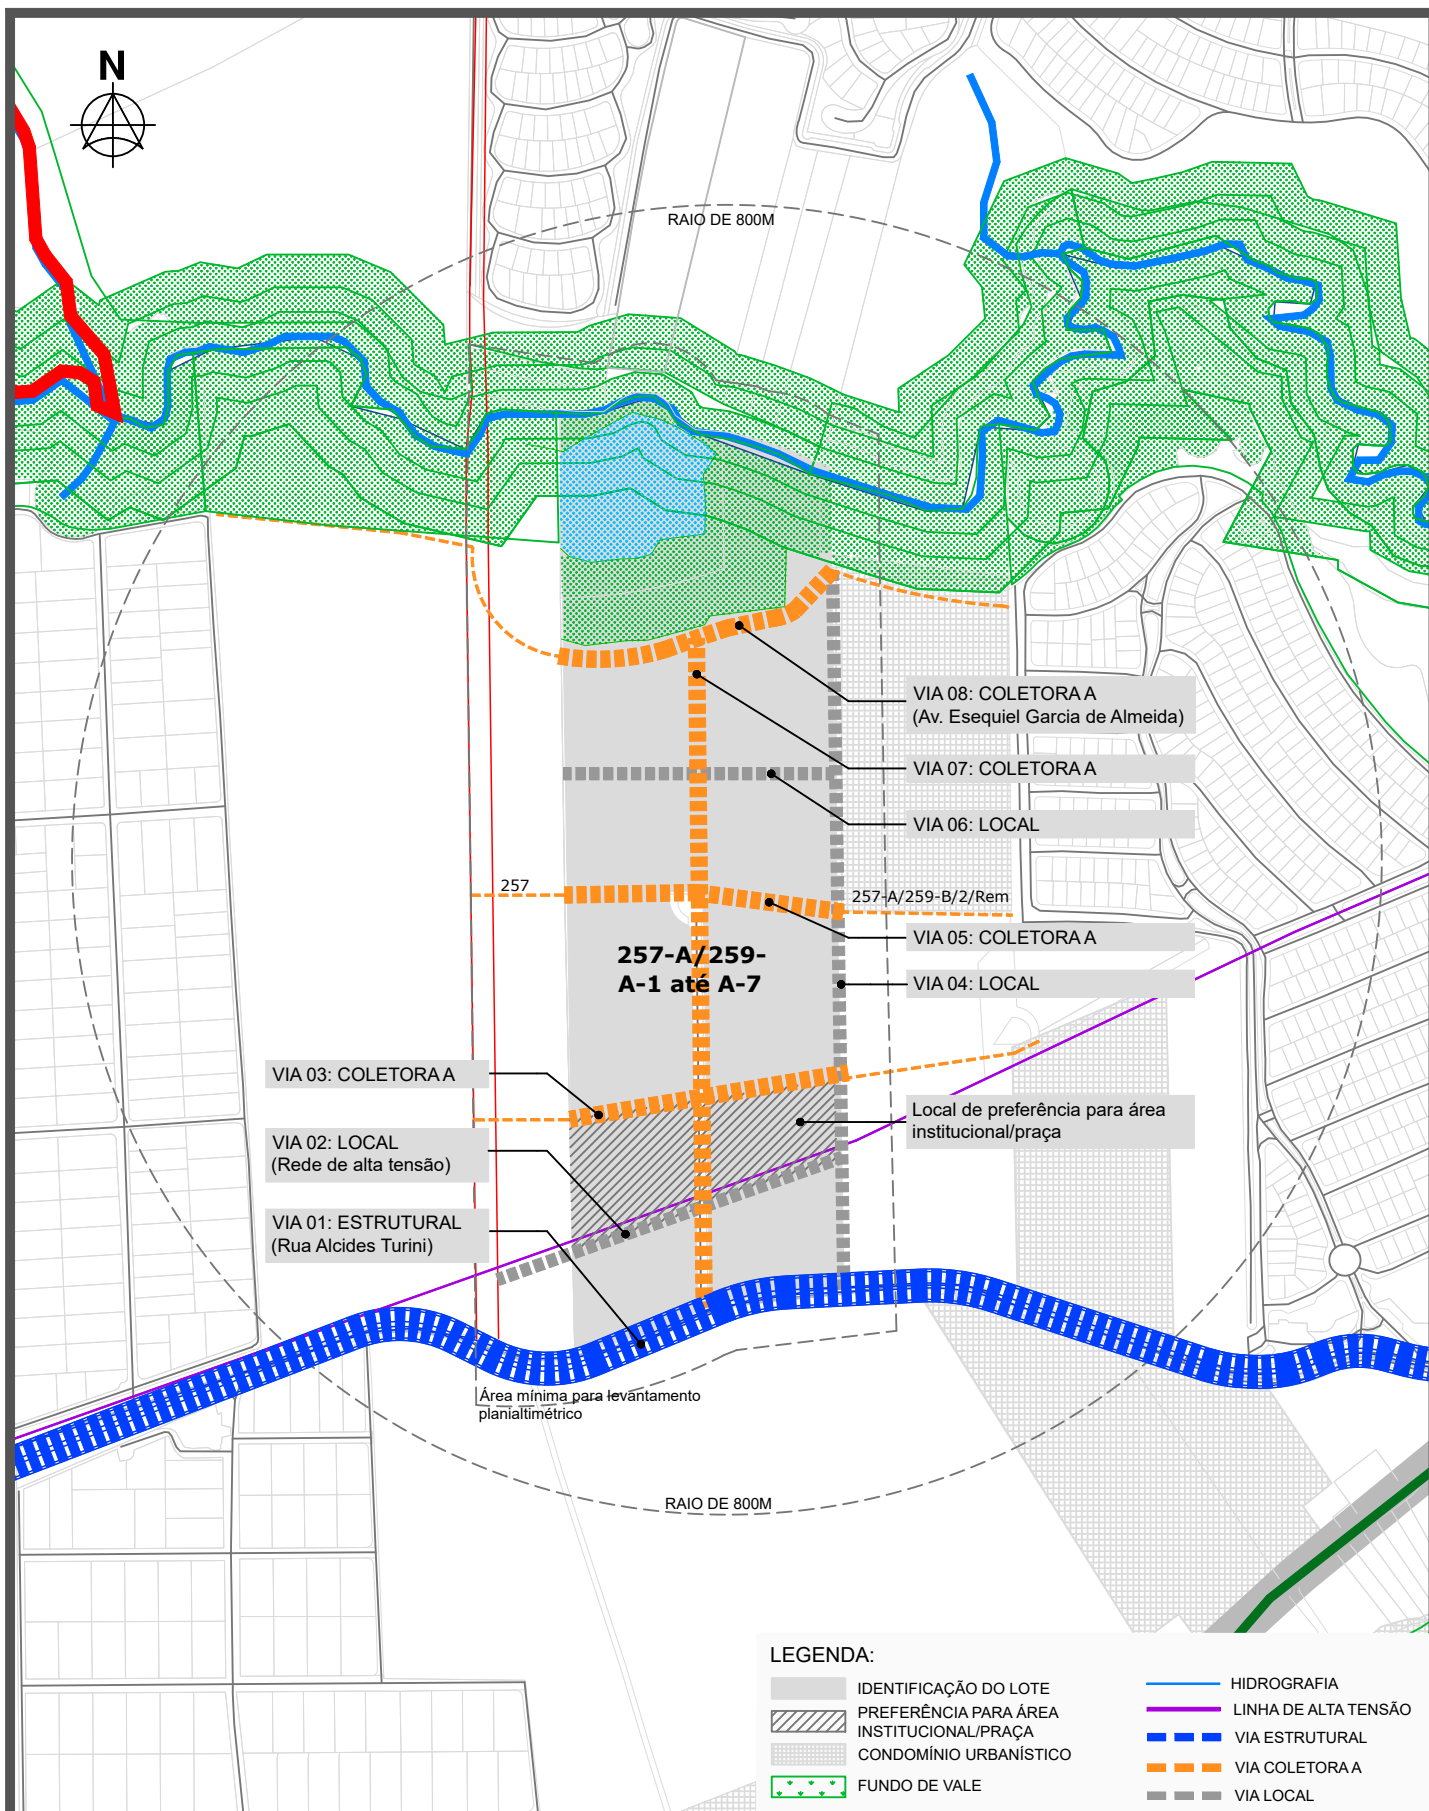 N
RAIO DE 800M
VIA 08: COLETORA A
(Av. Esequiel Garcia de Almeida)
VIA 07: COLETORA A
VIA 06: LOCAL
257
257-A/259-B/2/Rem
VIA 05: COLETORA A
257-A/259-
A-1 até A-7
VIA 04: LOCAL
VIA 03: COLETORA A
Local de preferência para área
institucional/praça
VIA 02: LOCAL
(Rede de alta tensão)
VIA 01: ESTRUTURAL
(Rua Alcides Turini)
Área mínima para levantamento
planialtimétrico
RAIO DE 800M
LEGENDA:
IDENTIFICAÇÃO DO LOTE
PREFERÊNCIA PARA ÁREA
INSTITUCIONAL/PRAÇA
CONDOMÍNIO URBANÍSTICO
FUNDO DE VALE
HIDROGRAFIA
LINHA DE ALTA TENSÃO
VIA ESTRUTURAL
VIA COLETORA A
VIA LOCAL